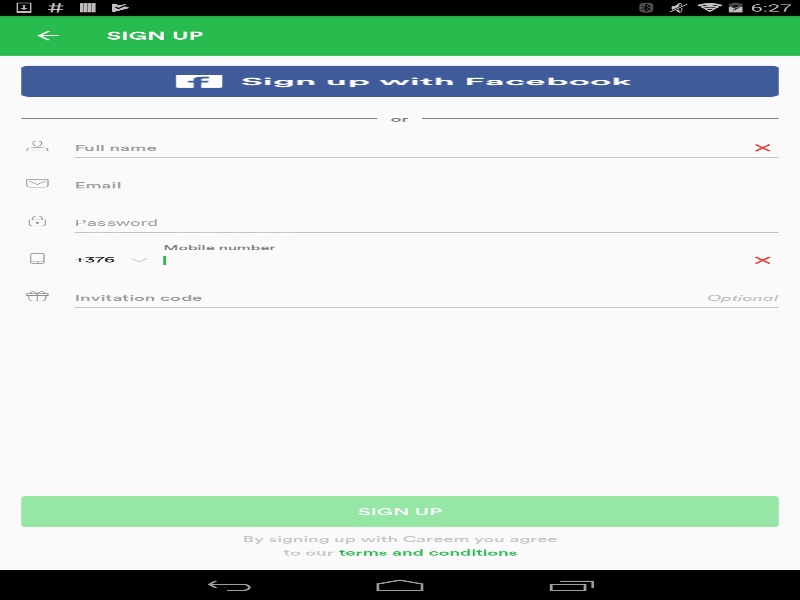 6:27
SIGN UP
Sign up with Facebook
or
Full name
Email
Password
Mobile number
+376
Invitation code Optional
SIGN UP
By signing up with Careem you agree
to our terms and conditions